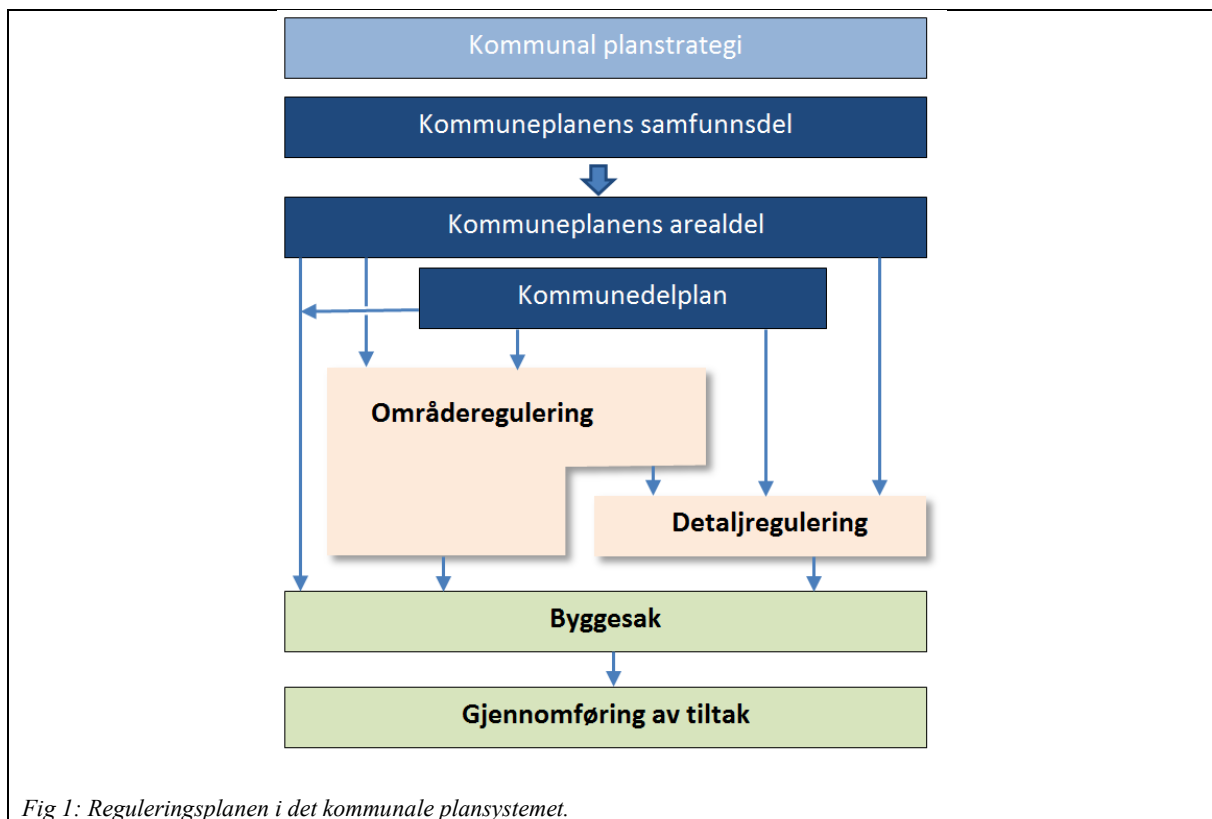 Kommunal planstrategi
Kommuneplanens samfunnsdel
Kommuneplanens arealdel
Kommunedelplan
Områderegulering
Detaljregulering
Byggesak
Gjennomføring av tiltak
Fig 1: Reguleringsplanen i det kommunale plansystemet.